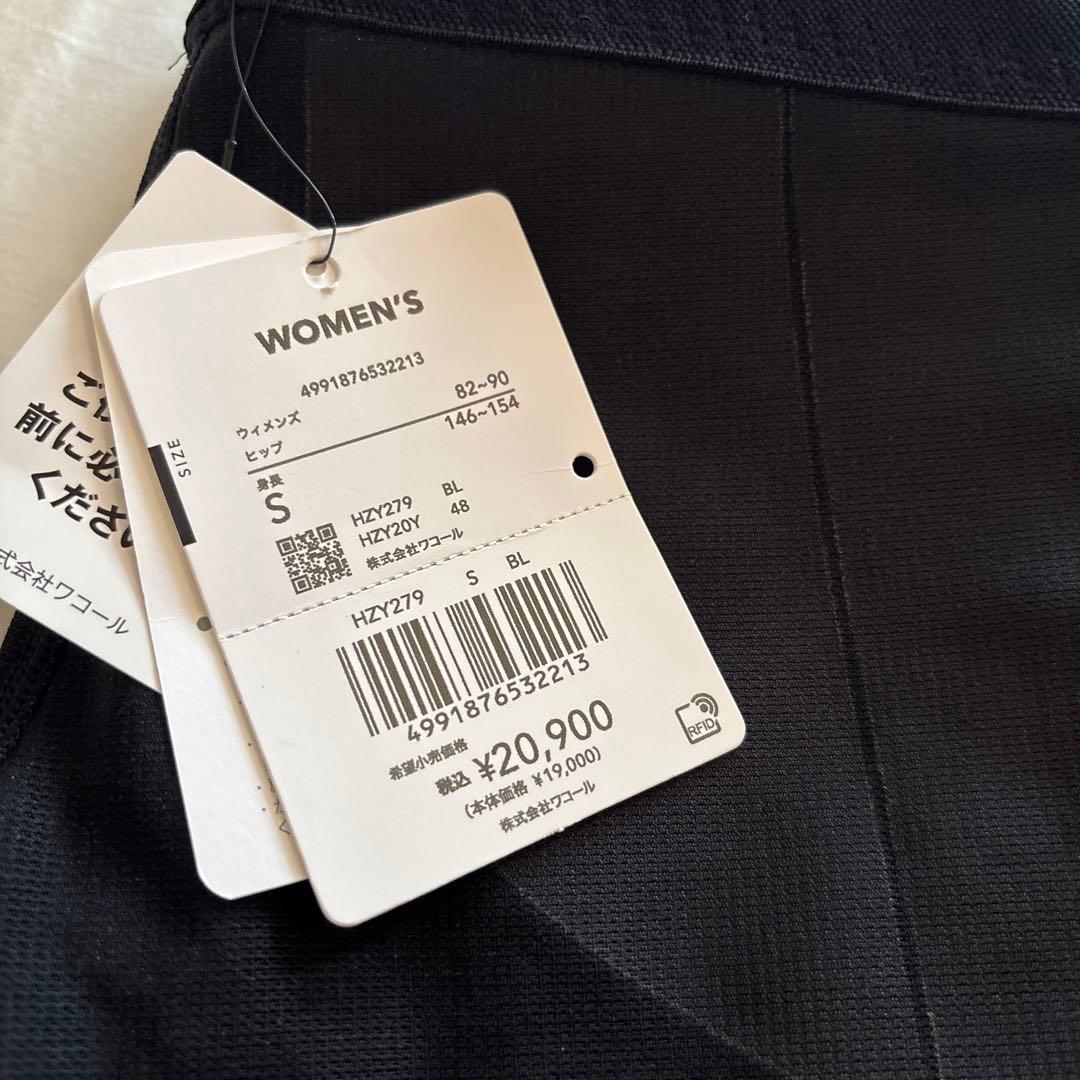 WOMEN'S
4991876532213
ウィメンズ
ヒップ 82~90
身長 146~154
S
HZY279 BL
HZY20Y 48
株式会社ワコール
HZY279 S BL
4991876532213
希望小売価格
税込 ¥20,900
(本体価格 ¥19,000)
株式会社ワコール
RFID
SIZE
前に必
ください
式会社ワコール